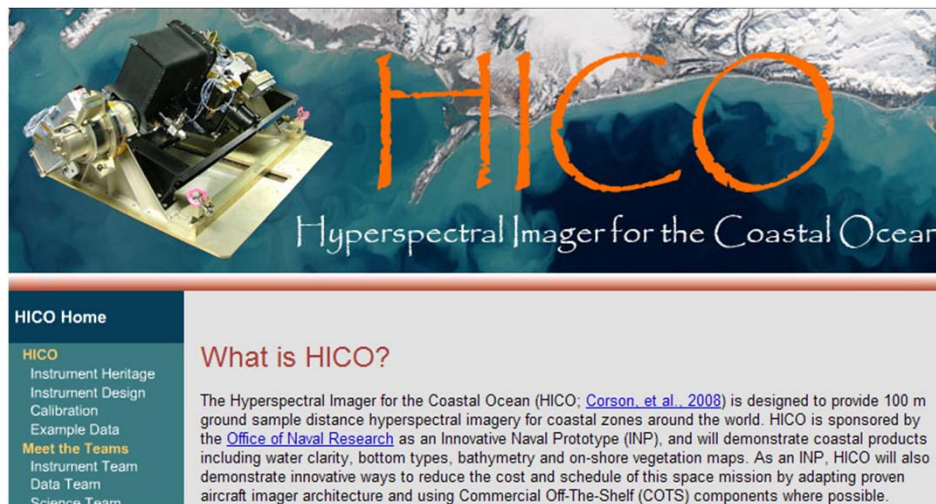 HICO
Hyperspectral Imager for the Coastal Ocean
HICO Home
HICO
Instrument Heritage
Instrument Design
Calibration
Example Data
Meet the Teams
Instrument Team
Data Team
Science Team
What is HICO?
The Hyperspectral Imager for the Coastal Ocean (HICO; Corson, et al., 2008) is designed to provide 100 m
ground sample distance hyperspectral imagery for coastal zones around the world. HICO is sponsored by
the Office of Naval Research as an Innovative Naval Prototype (INP), and will demonstrate coastal products
including water clarity, bottom types, bathymetry and on-shore vegetation maps. As an INP, HICO will also
demonstrate innovative ways to reduce the cost and schedule of this space mission by adapting proven
aircraft imager architecture and using Commercial Off-The-Shelf (COTS) components where possible.